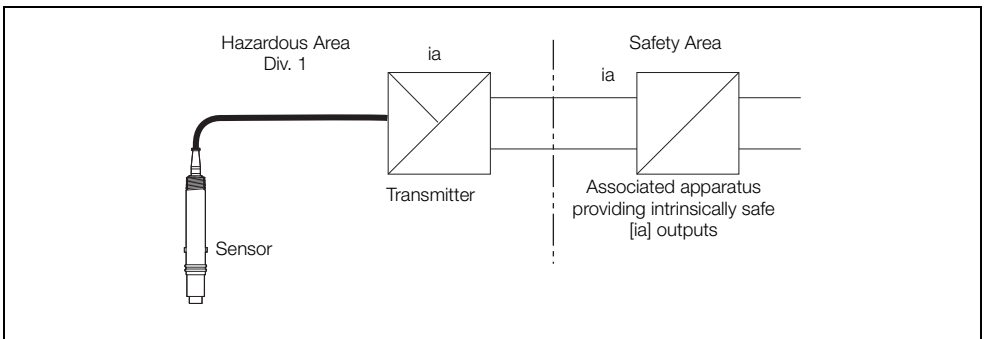 Hazardous Area
Div. 1
ia
Safety Area
ia
Transmitter
Associated apparatus
providing intrinsically safe
[ia] outputs
Sensor